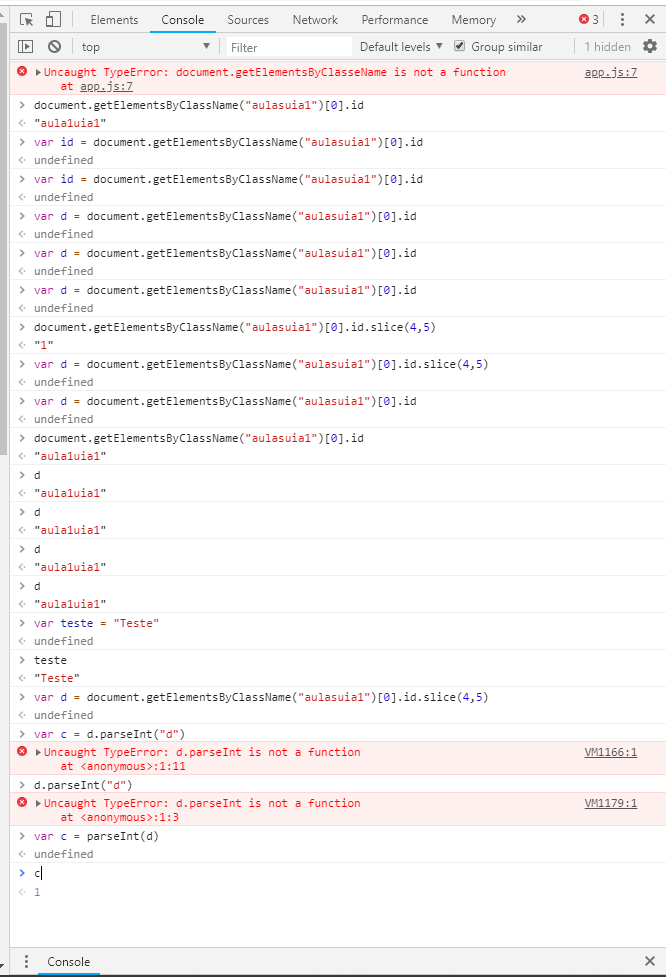 Elements Console Sources Network Performance Memory » 3
top Filter Default levels Group similar 1 hidden
Uncaught TypeError: document.getElementsByClasseName is not a function app.js:7
at app.js:7
> document.getElementsByClassName("aulasuia1")[0].id
"aula1uia1"
> var id = document.getElementsByClassName("aulasuia1")[0].id
undefined
> var id = document.getElementsByClassName("aulasuia1")[0].id
undefined
> var d = document.getElementsByClassName("aulasuia1")[0].id
undefined
> var d = document.getElementsByClassName("aulasuia1")[0].id
undefined
> var d = document.getElementsByClassName("aulasuia1")[0].id
undefined
> document.getElementsByClassName("aulasuia1")[0].id.slice(4,5)
"1"
> var d = document.getElementsByClassName("aulasuia1")[0].id.slice(4,5)
undefined
> var d = document.getElementsByClassName("aulasuia1")[0].id
undefined
> document.getElementsByClassName("aulasuia1")[0].id
"aula1uia1"
> d
"aula1uia1"
> d
"aula1uia1"
> d
"aula1uia1"
> d
"aula1uia1"
> var teste = "Teste"
undefined
> teste
"Teste"
> var d = document.getElementsByClassName("aulasuia1")[0].id.slice(4,5)
undefined
> var c = d.parseInt("d")
Uncaught TypeError: d.parseInt is not a function VM1166:1
at <anonymous>:1:11
> d.parseInt("d")
Uncaught TypeError: d.parseInt is not a function VM1179:1
at <anonymous>:1:3
> var c = parseInt(d)
undefined
> c
1
Console